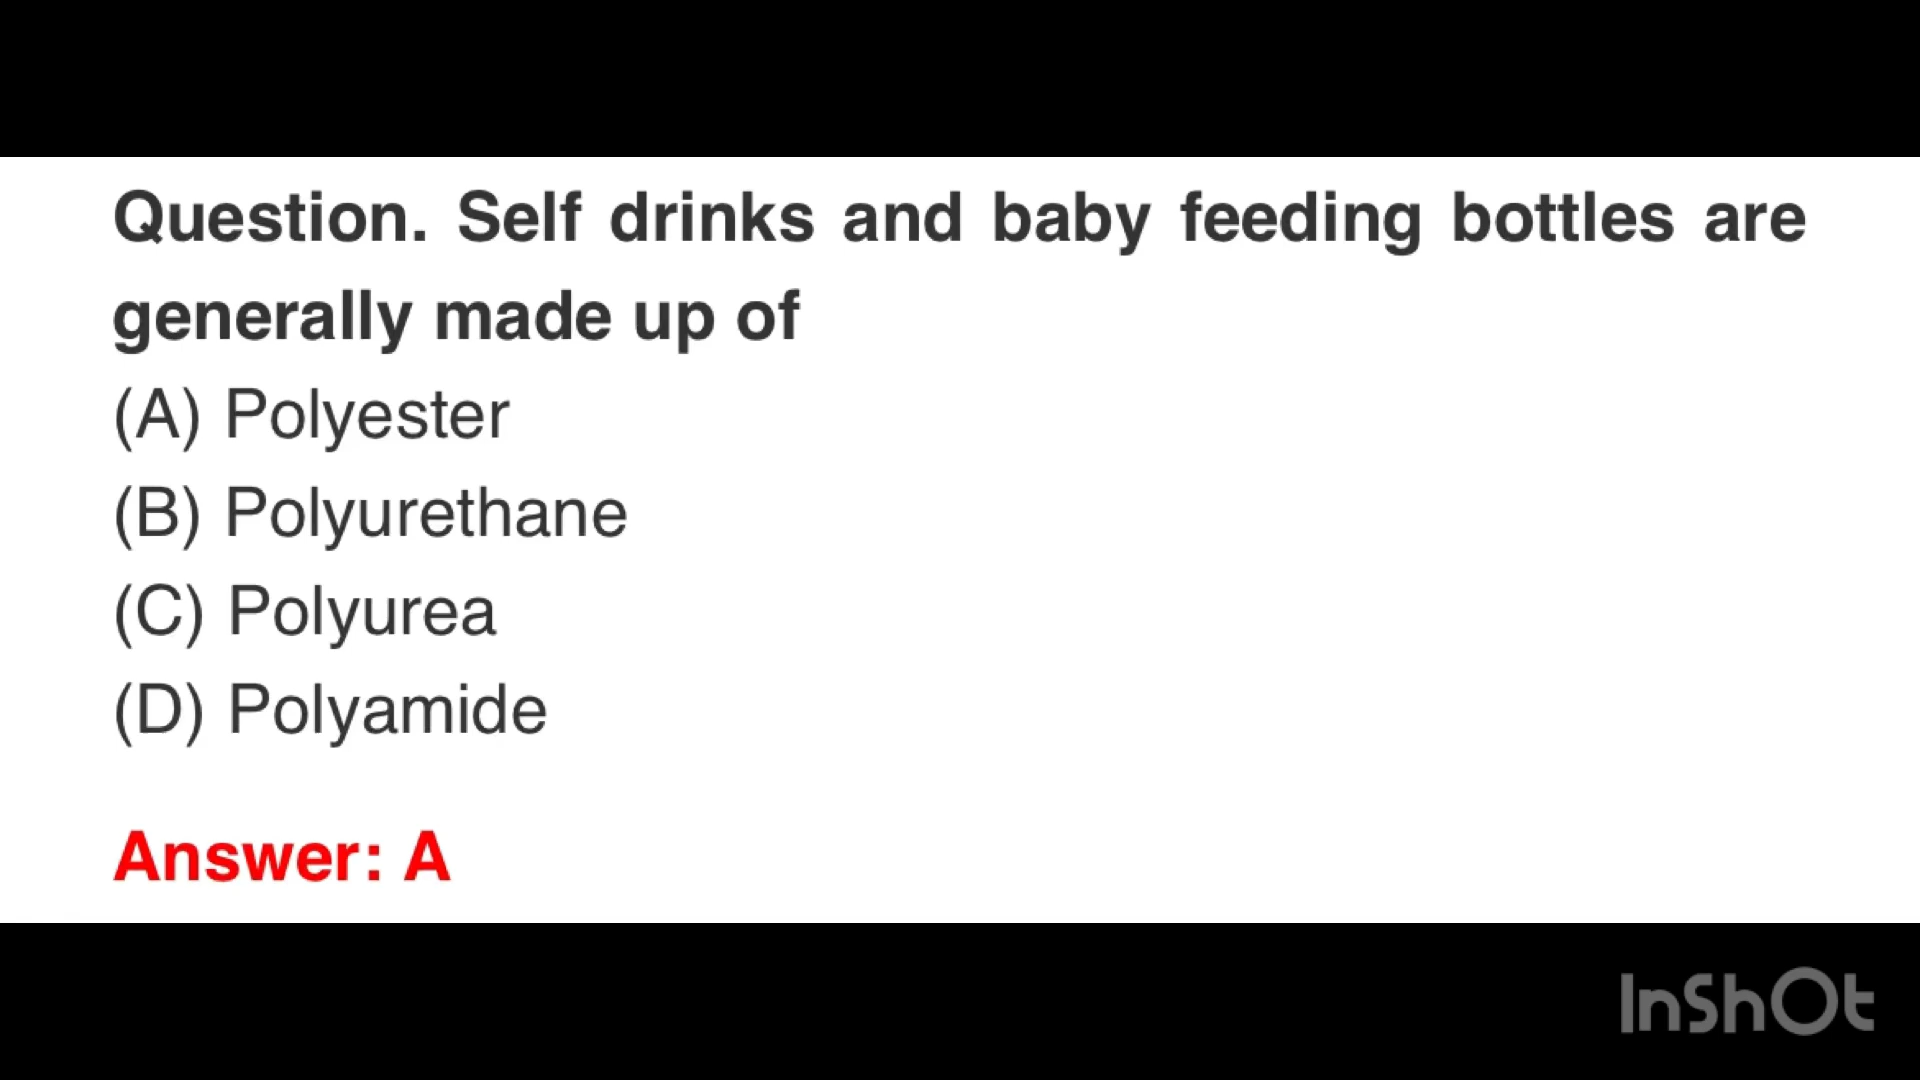 Question. Self drinks and baby feeding bottles are
generally made up of
(A) Polyester
(B) Polyurethane
(C) Polyurea
(D) Polyamide
Answer: A
InShOt